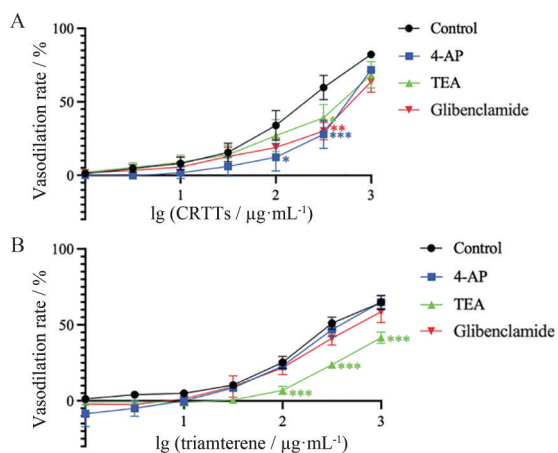 A
Vasodilation rate / %
100
50
0
1
2
3
lg (CRTTs / μg·mL⁻¹)
*
*
**
***
Control
4-AP
TEA
Glibenclamide
B
Vasodilation rate / %
100
50
0
1
2
3
lg (triamterene / μg·mL⁻¹)
***
***
***
Control
4-AP
TEA
Glibenclamide